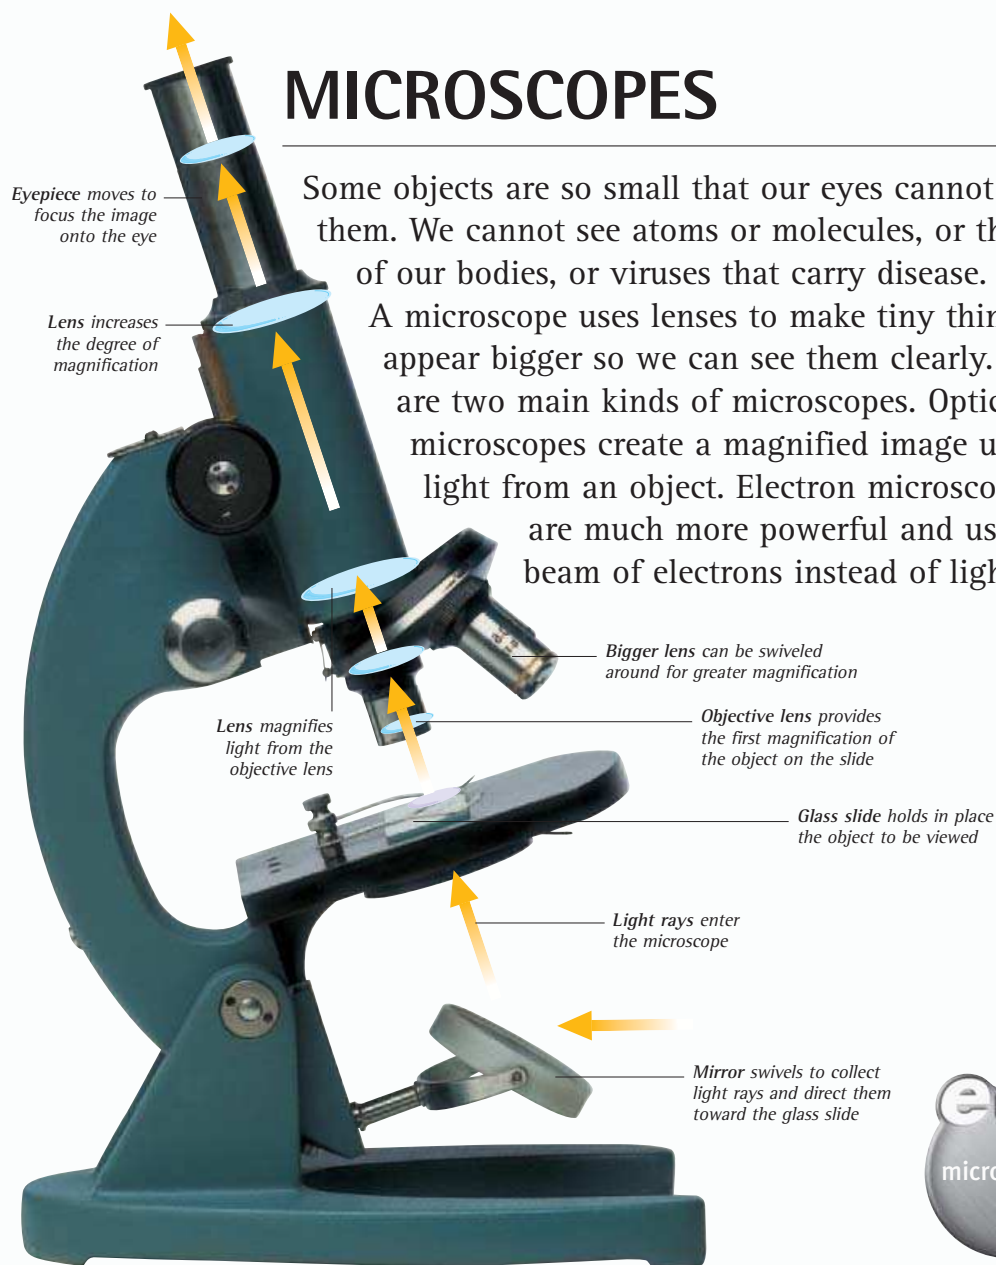 MICROSCOPES
Some objects are so small that our eyes cannot
them. We cannot see atoms or molecules, or
of our bodies, or viruses that carry disease.
A microscope uses lenses to make tiny
appear bigger so we can see them clearly.
are two main kinds of microscopes.
microscopes create a magnified image
light from an object. Electron
are much more powerful and
beam of electrons instead of
Eyepiece moves to
focus the image
onto the eye
Lens increases
the degree of
magnification
Bigger lens can be swiveled
around for greater magnification
Lens magnifies
light from the
objective lens
Objective lens provides
the first magnification of
the object on the slide
Glass slide holds in place
the object to be viewed
Light rays enter
the microscope
Mirror swivels to collect
light rays and direct them
toward the glass slide